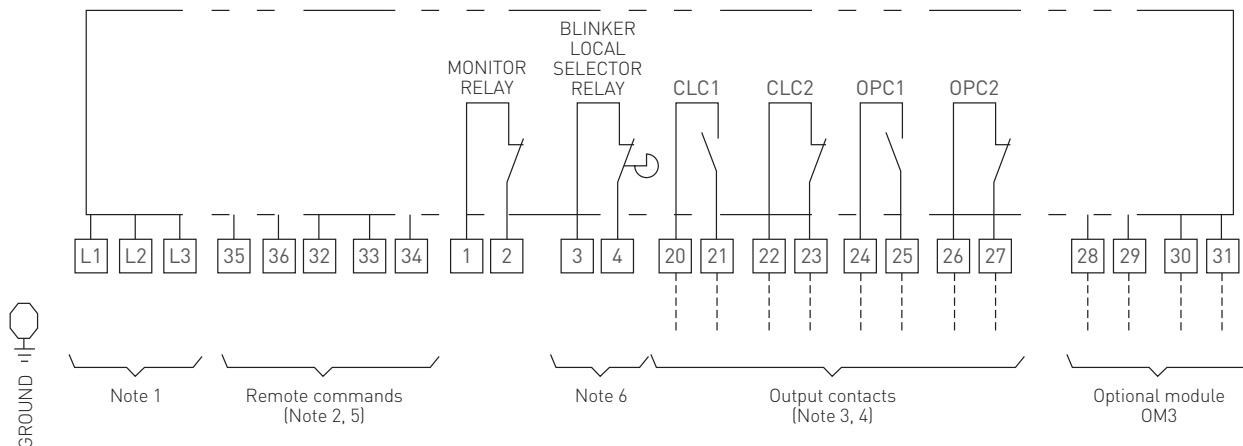 MONITOR
RELAY
BLINKER
LOCAL
SELECTOR
RELAY
CLC1
CLC2
OPC1
OPC2
L1 L2 L3 35 36 32 33 34 1 2 3 4 20 21 22 23 24 25 26 27 28 29 30 31
GROUND
Note 1
Remote commands
(Note 2, 5)
Note 6
Output contacts
(Note 3, 4)
Optional module
OM3